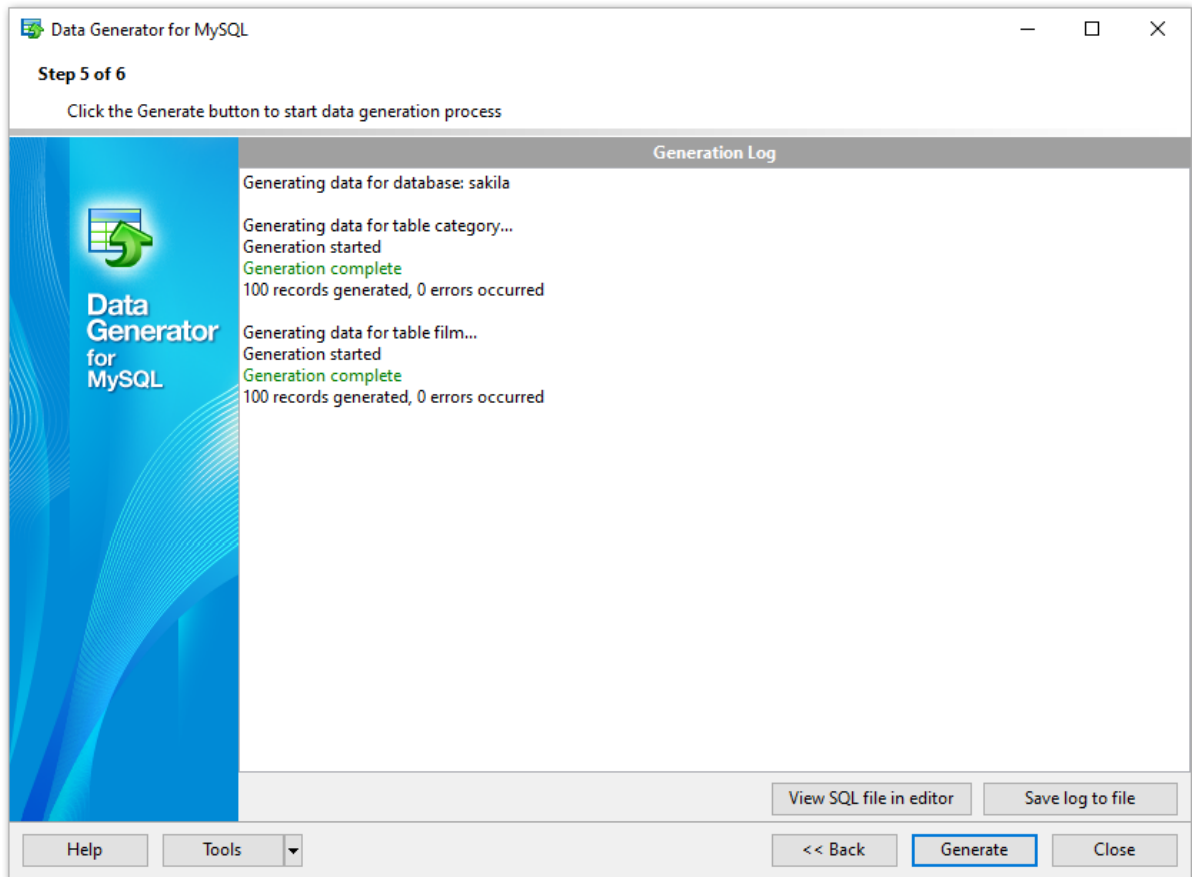 Data Generator for MySQL
Step 5 of 6
Click the Generate button to start data generation process
Generation Log
Data
Generator
for
MySQL
Generating data for database: sakila
Generating data for table category...
Generation started
Generation complete
100 records generated, 0 errors occurred
Generating data for table film...
Generation started
Generation complete
100 records generated, 0 errors occurred
View SQL file in editor
Save log to file
Help
Tools
<< Back
Generate
Close